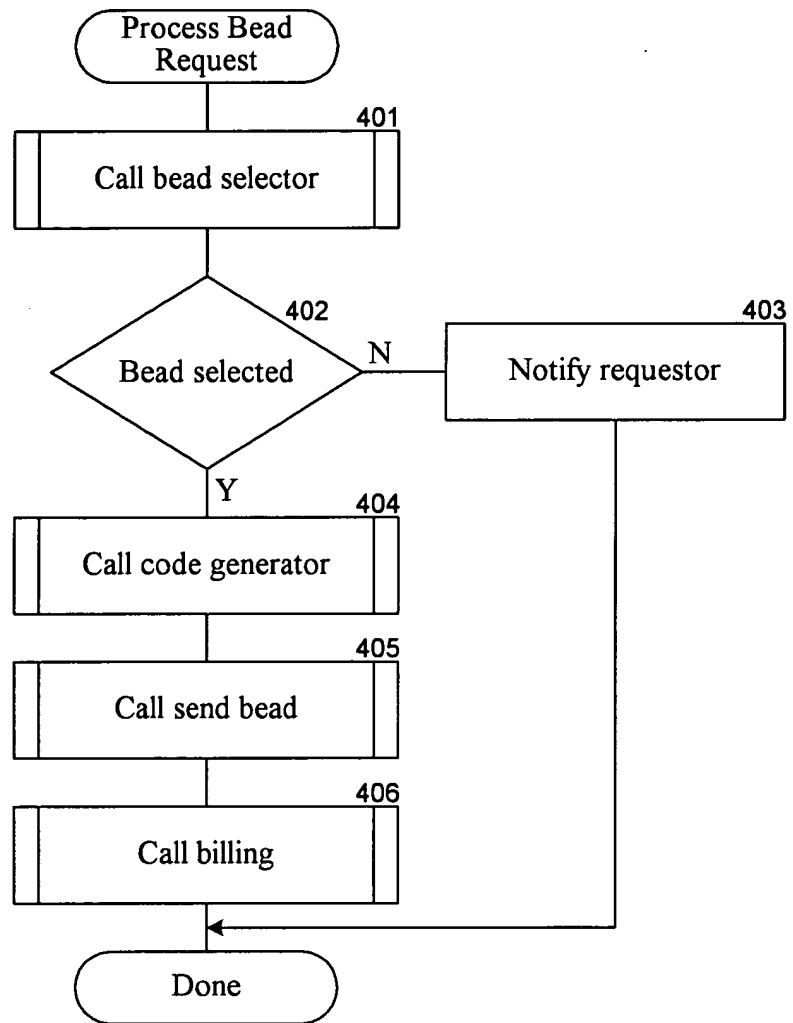 Process Bead
Request
401
Call bead selector
402
Bead selected
N
403
Notify requestor
Y
404
Call code generator
405
Call send bead
406
Call billing
Done